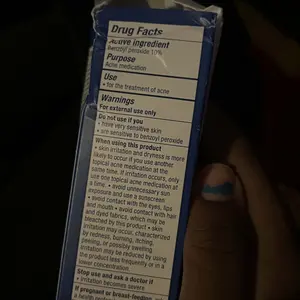 Drug Facts
Active ingredient
Benzoyl peroxide 10%
Purpose
Acne medication
Use
• for the treatment of acne
Warnings
For external use only
Do not use if you
• have very sensitive skin
• are sensitive to benzoyl peroxide
When using this product
• skin irritation and dryness is more
likely to occur if you use another
topical acne medication at the
same time. If irritation occurs, only
use one topical acne medication at
a time. • avoid unnecessary sun
exposure and use a sunscreen
• avoid contact with the eyes, lips
and mouth • avoid contact with hair
and dyed fabrics, which may be
bleached by this product • skin
irritation may occur, characterized
by redness, burning, itching,
peeling, or possibly swelling.
Irritation may be reduced by using
the product less frequently or in a
lower concentration.
Stop use and ask a doctor if
• irritation becomes severe
If pregnant or breast-feeding,